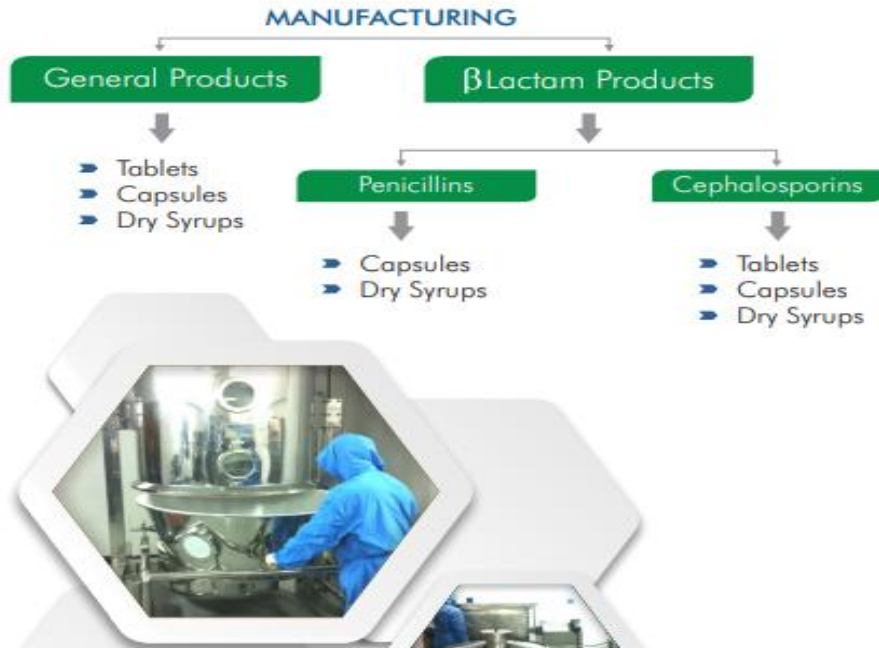 MANUFACTURING
General Products
βLactam Products
Tablets
Capsules
Dry Syrups
Penicillins
Cephalosporins
Capsules
Dry Syrups
Tablets
Capsules
Dry Syrups